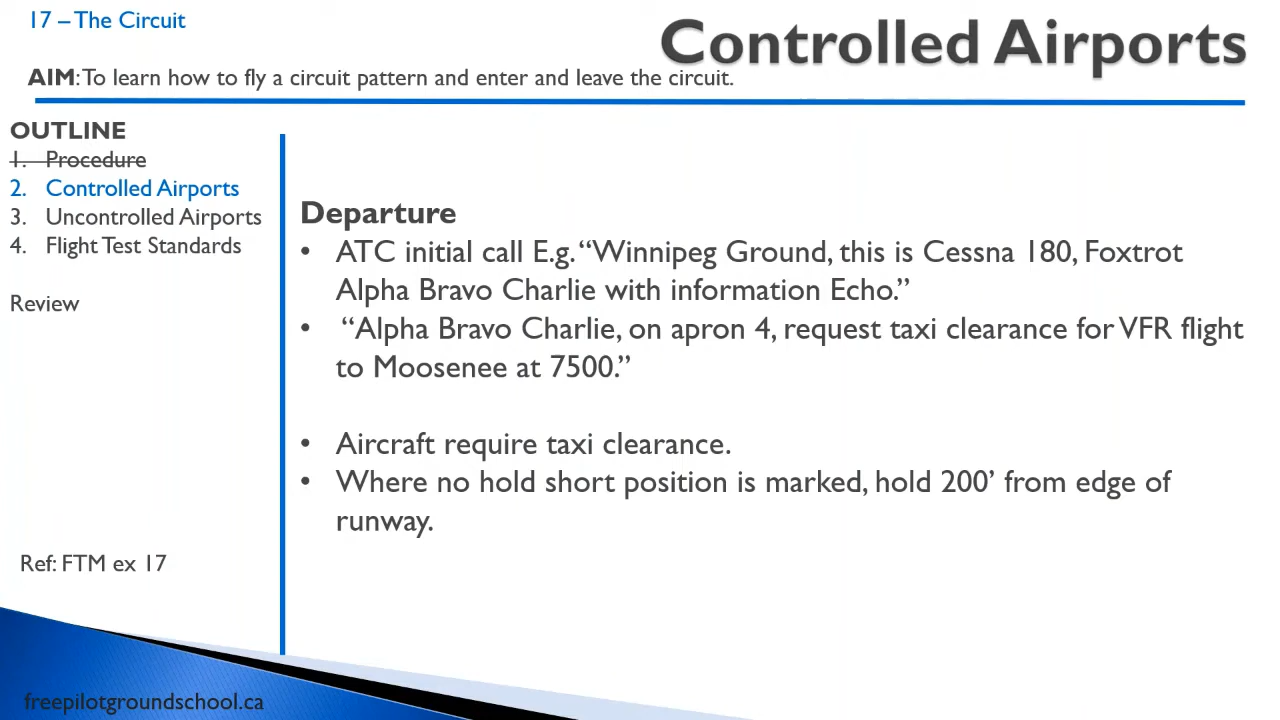 17 – The Circuit
Controlled Airports
AIM: To learn how to fly a circuit pattern and enter and leave the circuit.
OUTLINE
1. Procedure
2. Controlled Airports
3. Uncontrolled Airports
4. Flight Test Standards
Review
Ref: FTM ex 17
Departure
• ATC initial call E.g. “Winnipeg Ground, this is Cessna 180, Foxtrot
Alpha Bravo Charlie with information Echo.”
• “Alpha Bravo Charlie, on apron 4, request taxi clearance for VFR flight
to Moosenee at 7500.”
• Aircraft require taxi clearance.
• Where no hold short position is marked, hold 200’ from edge of
runway.
freepilotgroundschool.ca